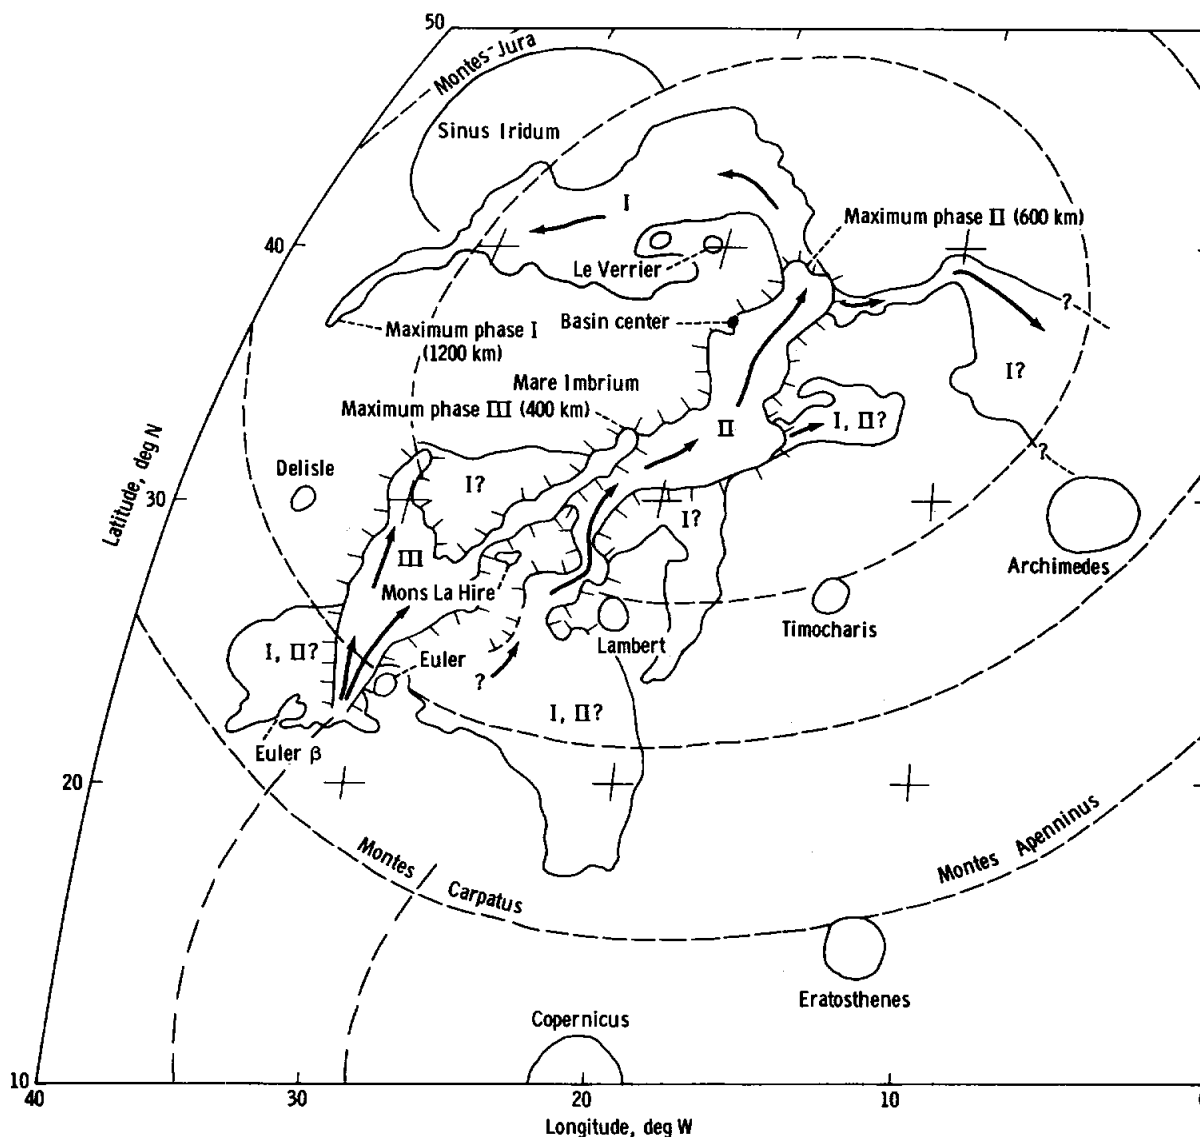 50
Montes Jura
Sinus Iridum
I
Maximum phase II (600 km)
40
Le Verrier
?
Basin center
Maximum phase I
(1200 km)
I?
Mare Imbrium
Maximum phase III (400 km)
II
I, II?
?
Delisle
I?
30
I?
Latitude, deg N
III
Archimedes
Mons La Hire
Timocharis
Lambert
I, II?
Euler
?
I, II?
Euler β
20
Montes
Carpatus
Montes Apenninus
Eratosthenes
Copernicus
10
40
30
20
10
0
Longitude, deg W